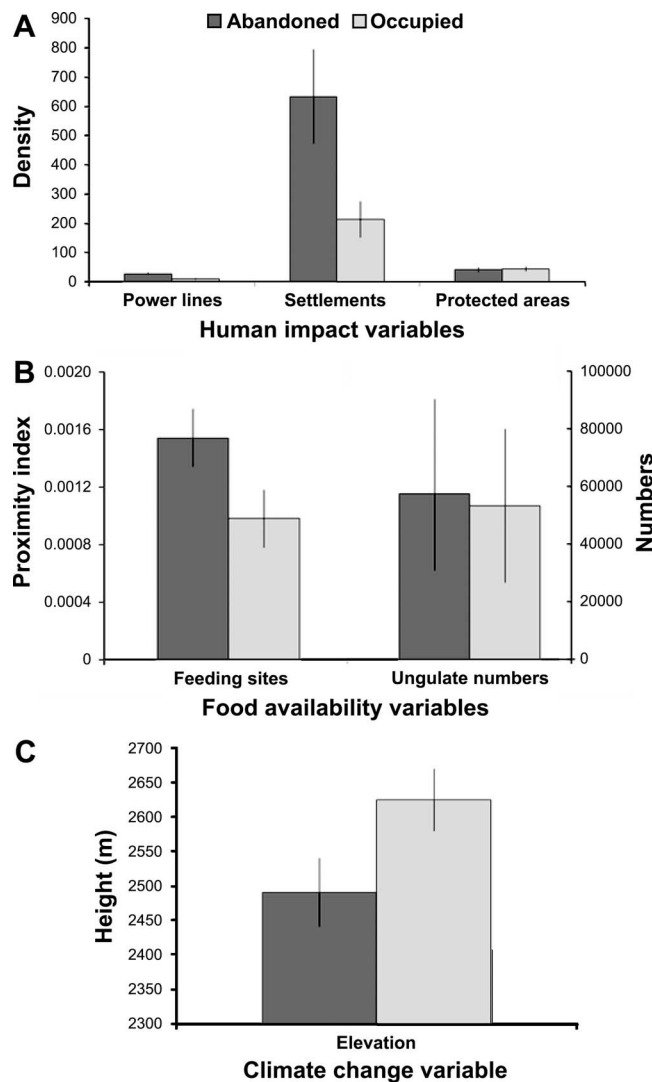 A
Abandoned Occupied
900
800
700
600
500
400
300
200
100
0
Density
Power lines Settlements Protected areas
Human impact variables
B
0.0020
0.0016
0.0012
0.0008
0.0004
0
Proximity index
100000
80000
60000
40000
20000
0
Numbers
Feeding sites Ungulate numbers
Food availability variables
C
2700
2650
2600
2550
2500
2450
2400
2350
2300
Height (m)
Elevation
Climate change variable